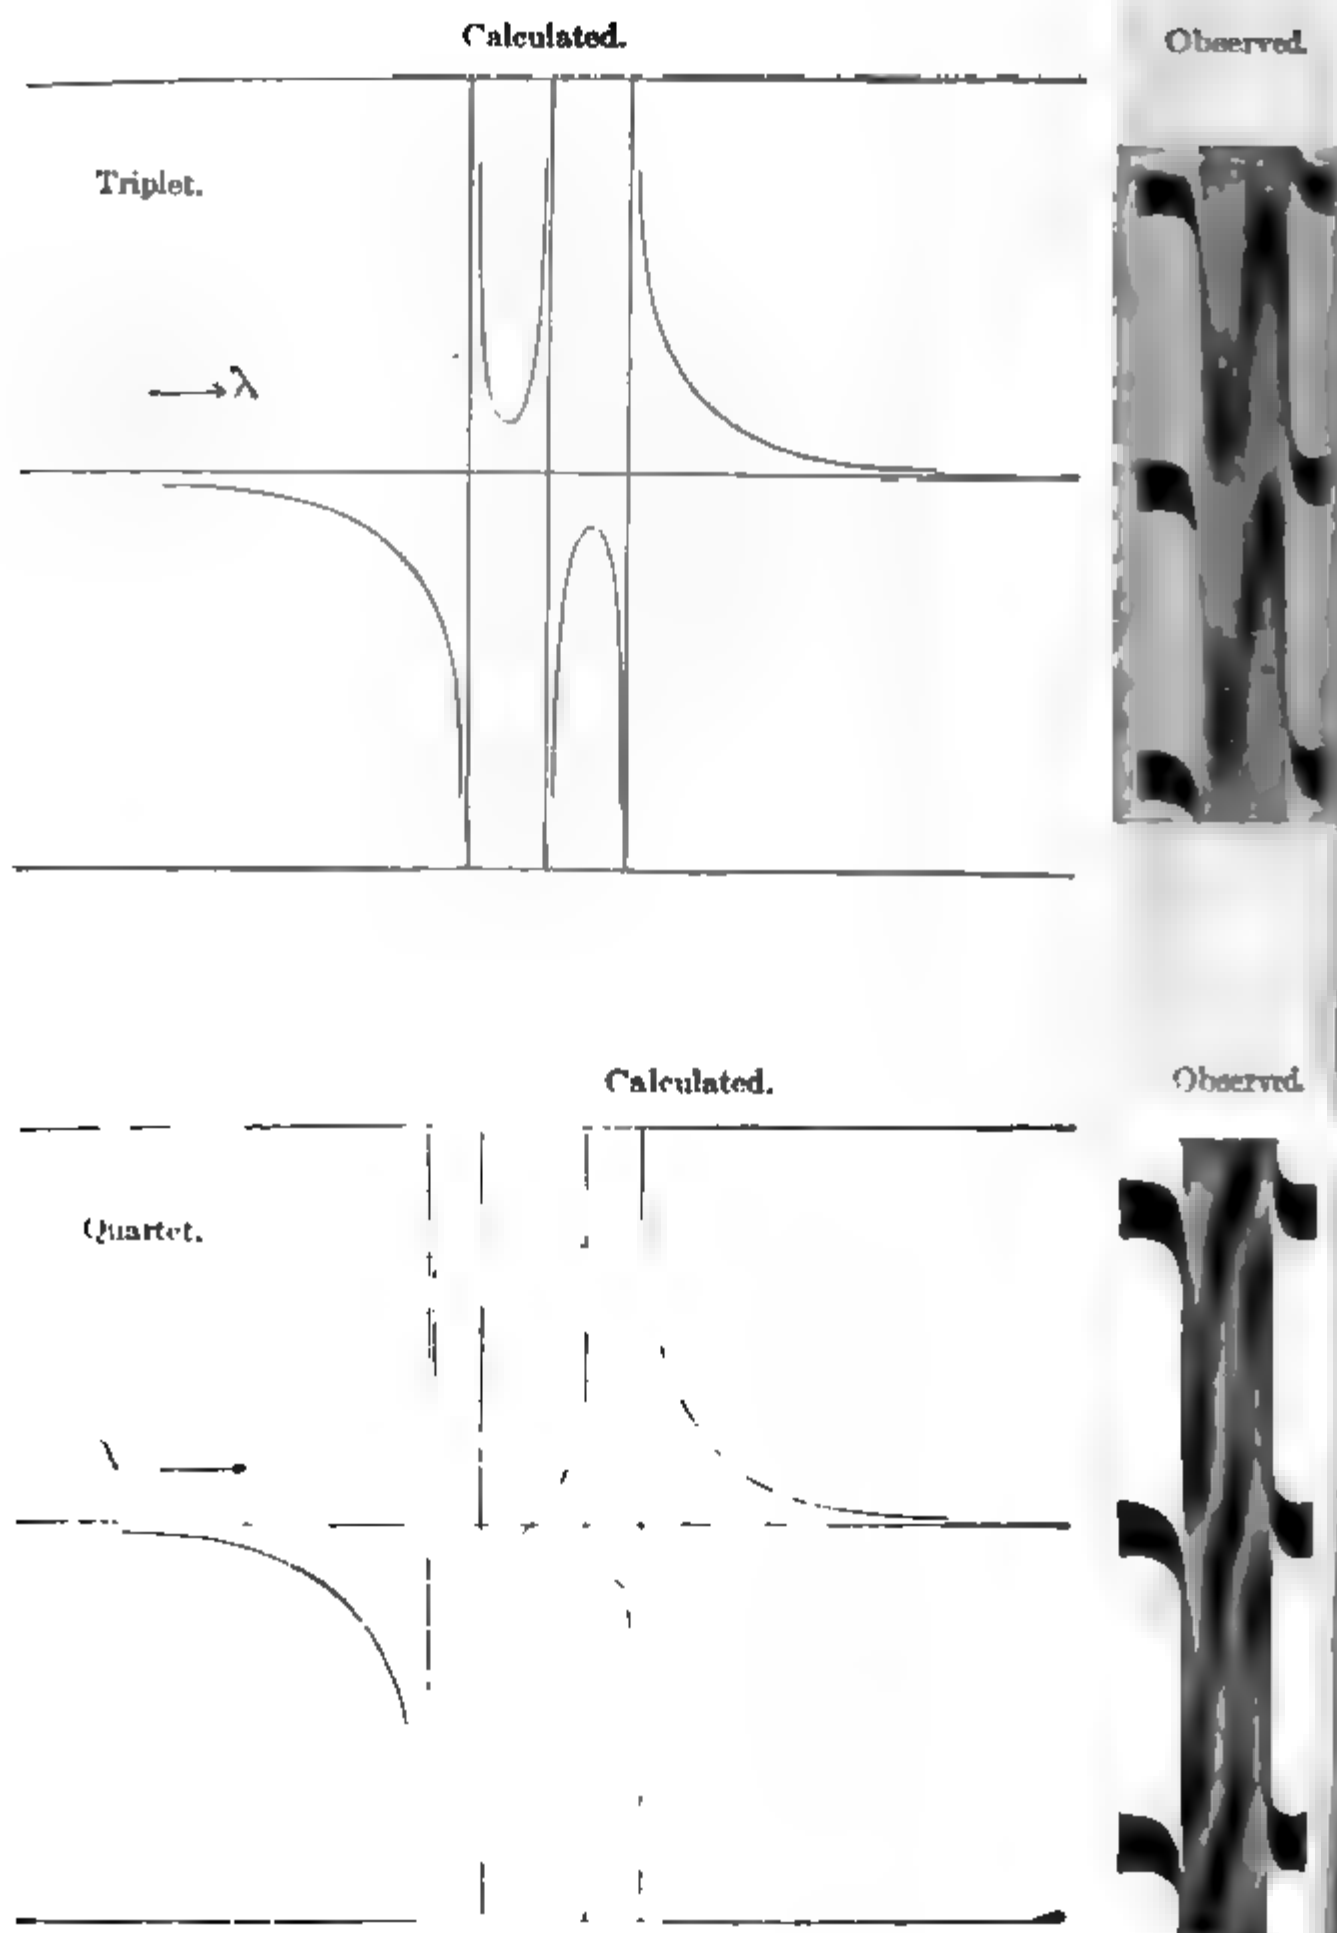 Calculated.
Observed.
Triplet.
λ
Calculated.
Observed.
Quartet.